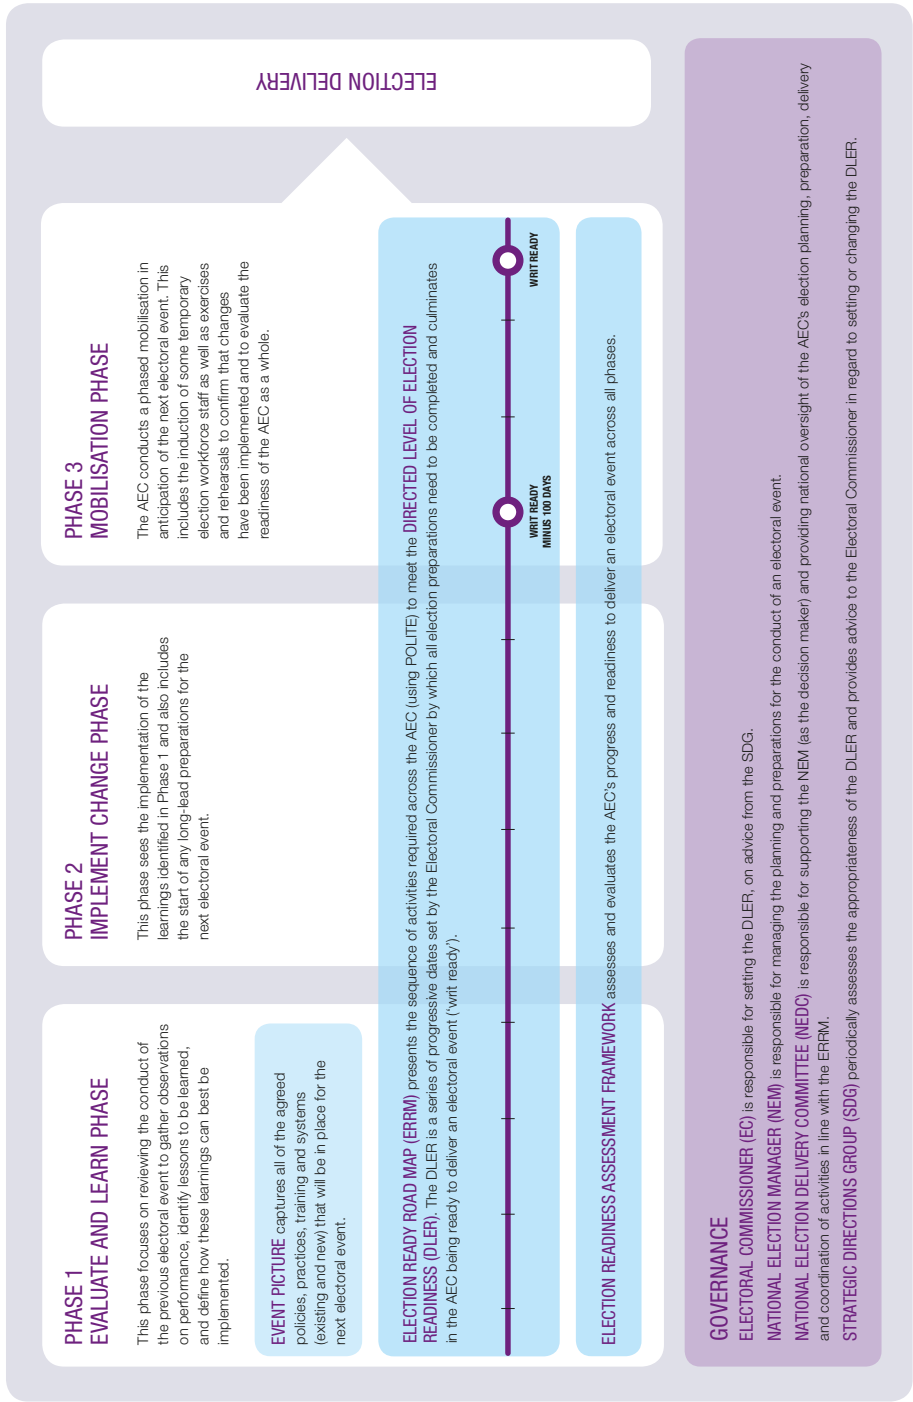 PHASE 1
EVALUATE AND LEARN PHASE
This phase focuses on reviewing the conduct of
the previous electoral event to gather observations
on performance, identify lessons to be learned,
and define how these learnings can best be
implemented.
EVENT PICTURE captures all of the agreed
policies, practices, training and systems
(existing and new) that will be in place for the
next electoral event.
PHASE 2
IMPLEMENT CHANGE PHASE
This phase sees the implementation of the
learnings identified in Phase 1 and also includes
the start of any long-lead preparations for the
next electoral event.
PHASE 3
MOBILISATION PHASE
The AEC conducts a phased mobilisation in
anticipation of the next electoral event. This
includes the induction of some temporary
election workforce staff as well as exercises
and rehearsals to confirm that changes
have been implemented and to evaluate the
readiness of the AEC as a whole.
ELECTION DELIVERY
ELECTION READY ROAD MAP (ERRM) presents the sequence of activities required across the AEC (using POLITE) to meet the DIRECTED LEVEL OF ELECTION
READINESS (DLER). The DLER is a series of progressive dates set by the Electoral Commissioner by which all election preparations need to be completed and culminates
in the AEC being ready to deliver an electoral event ('writ ready').
WRIT READY
MINUS 100 DAYS
WRIT READY
ELECTION READINESS ASSESSMENT FRAMEWORK assesses and evaluates the AEC's progress and readiness to deliver an electoral event across all phases.
GOVERNANCE
ELECTORAL COMMISSIONER (EC) is responsible for setting the DLER, on advice from the SDG.
NATIONAL ELECTION MANAGER (NEM) is responsible for managing the planning and preparations for the conduct of an electoral event.
NATIONAL ELECTION DELIVERY COMMITTEE (NEDC) is responsible for supporting the NEM (as the decision maker) and providing national oversight of the AEC's election planning, preparation, delivery
and coordination of activities in line with the ERRM.
STRATEGIC DIRECTIONS GROUP (SDG) periodically assesses the appropriateness of the DLER and provides advice to the Electoral Commissioner in regard to setting or changing the DLER.